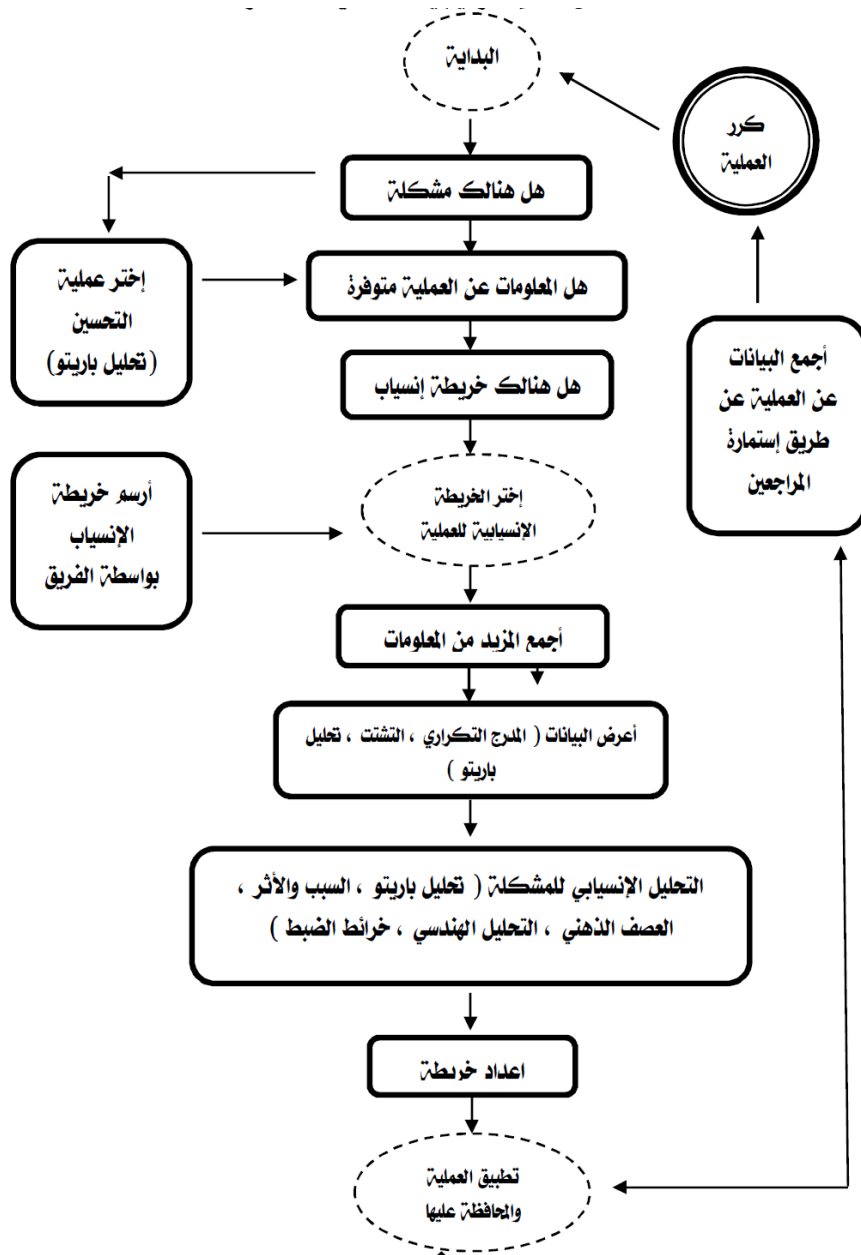 البداية
كرر
العملية
هل هنالك مشكلة
إختر عملية
التحسين
(تحليل باريتو)
هل المعلومات عن العملية متوفرة
هل هنالك خريطة إنسياب
أجمع البيانات
عن العملية عن
طريق إستمارة
المراجعين
أرسم خريطة
الإنسياب
بواسطة الفريق
إختر الخريطة
الإنسيابية للعملية
أجمع المزيد من المعلومات
أعرض البيانات ( المدرج التكراري ، التشتت ، تحليل
باريتو )
التحليل الإنسيابي للمشكلة ( تحليل باريتو ، السبب والأثر ،
العصف الذهني ، التحليل الهندسي ، خرائط الضبط )
اعداد خريطة
تطبيق العملية
والمحافظة عليها